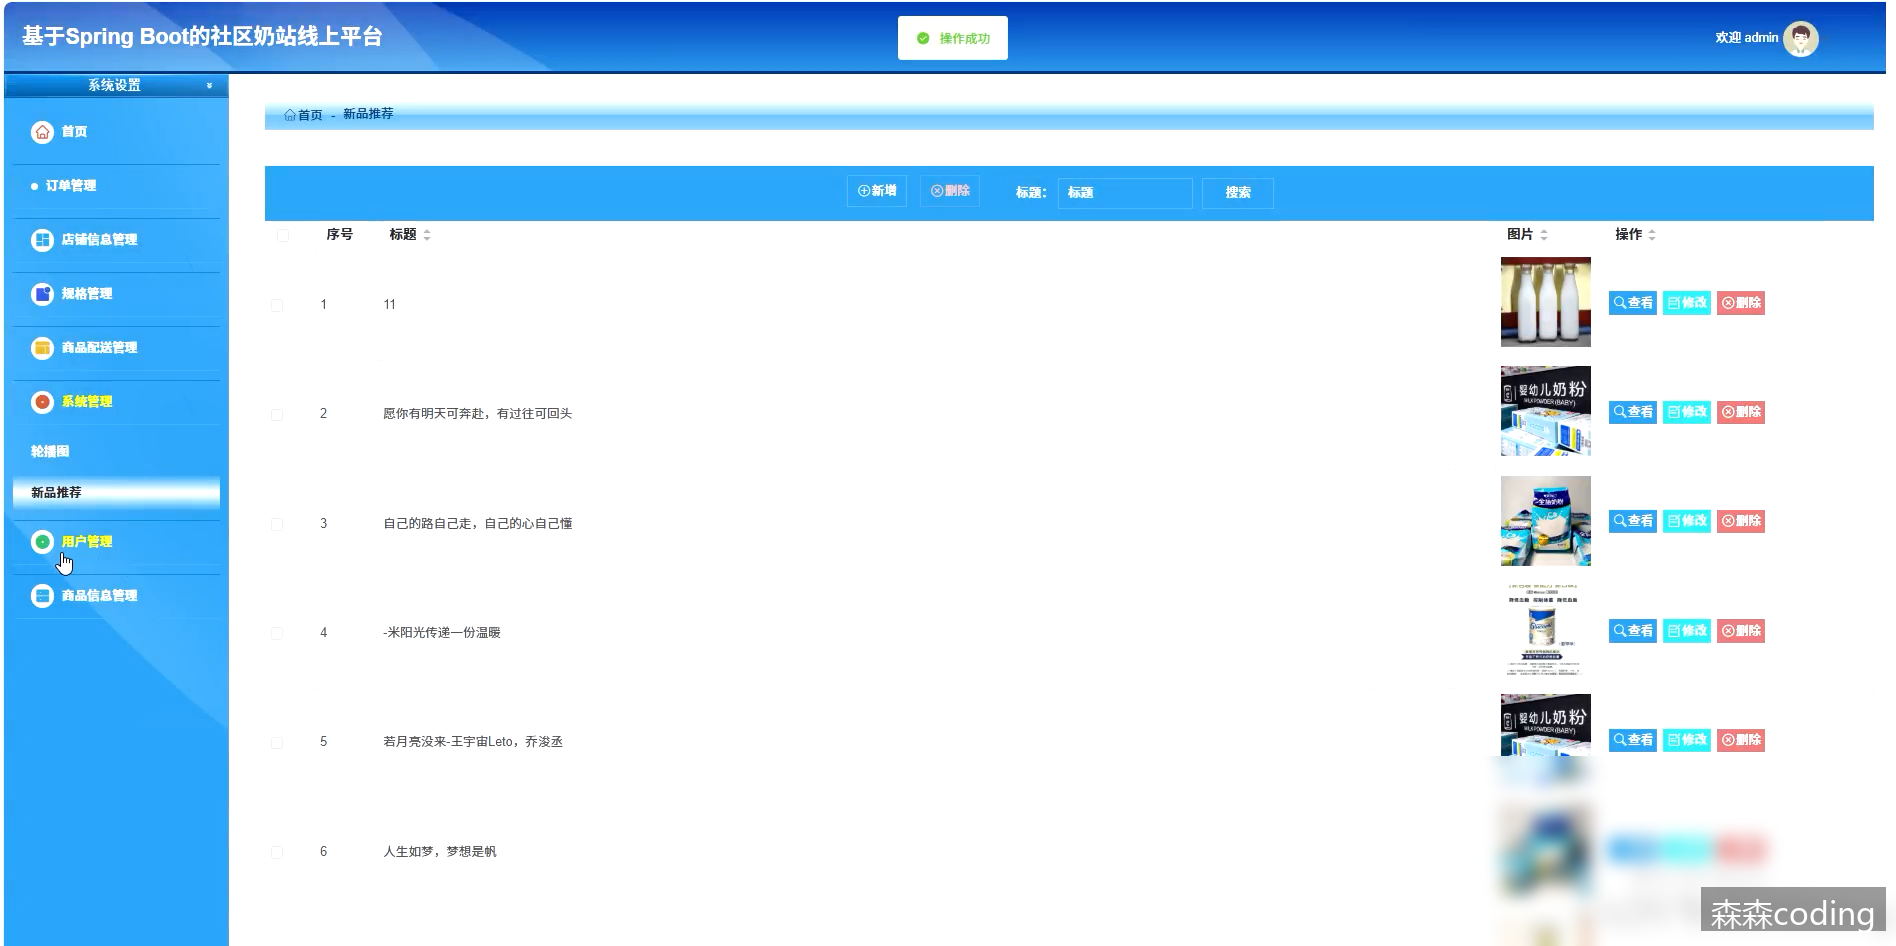 基于Spring Boot的社区奶站线上平台
操作成功
欢迎 admin
系统设置
首页
订单管理
店铺信息管理
规格管理
商品配送管理
系统管理
轮播图
新品推荐
用户管理
商品信息管理
首页 - 新品推荐
新增 删除 标题： 标题 搜索
序号 标题 图片 操作
1 11 查看 修改 删除
婴幼儿奶粉
MILK POWDER (BABY)
2 愿你有明天可奔赴，有过往可回头 查看 修改 删除
3 自己的路自己走，自己的心自己懂 查看 修改 删除
4 -米阳光传递一份温暖 查看 修改 删除
婴幼儿奶粉
MILK POWDER (BABY)
5 若月亮没来-王宇宙Leto，乔浚丞 查看 修改 删除
6 人生如梦，梦想是帆
森森coding